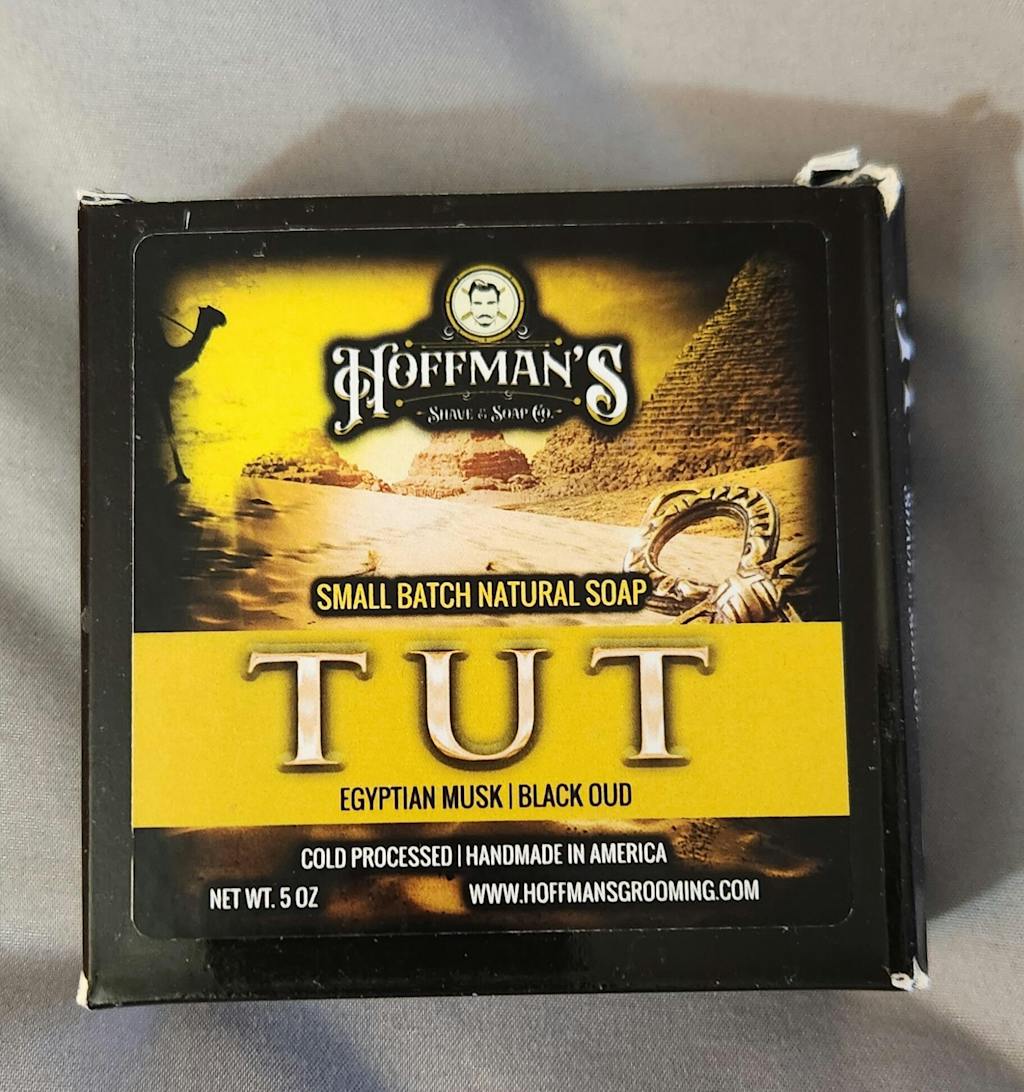 HOFFMAN'S
SHAVE & SOAP CO.
SMALL BATCH NATURAL SOAP
TUT
EGYPTIAN MUSK | BLACK OUD
COLD PROCESSED | HANDMADE IN AMERICA
NET WT. 5 OZ WWW.HOFFMANSGROOMING.COM